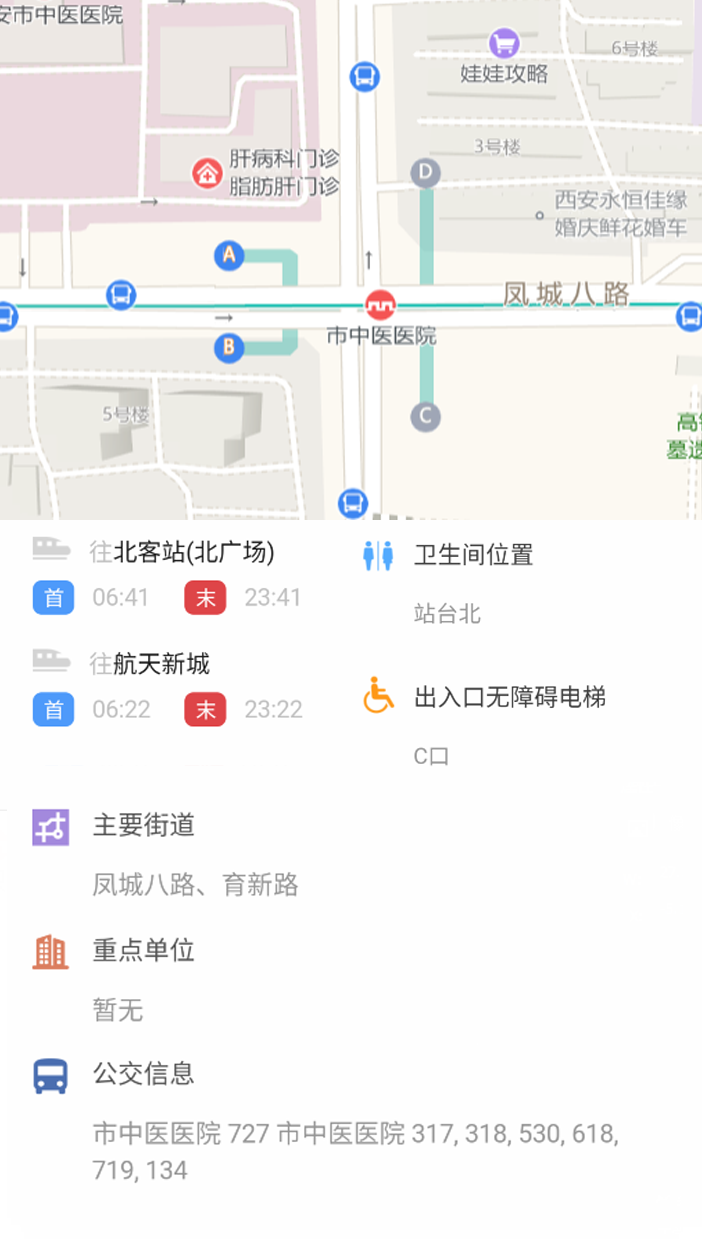 安市中医医院
6号楼
娃娃攻略
3号楼
肝病科门诊
脂肪肝门诊
D
西安永恒佳缘
婚庆鲜花婚车
A
凤城八路
市中医医院
B
5号楼
C
高
墓遗
往北客站(北广场)
首 06:41 末 23:41
往航天新城
首 06:22 末 23:22
卫生间位置
站台北
出入口无障碍电梯
C口
主要街道
凤城八路、育新路
重点单位
暂无
公交信息
市中医医院 727 市中医医院 317, 318, 530, 618,
719, 134